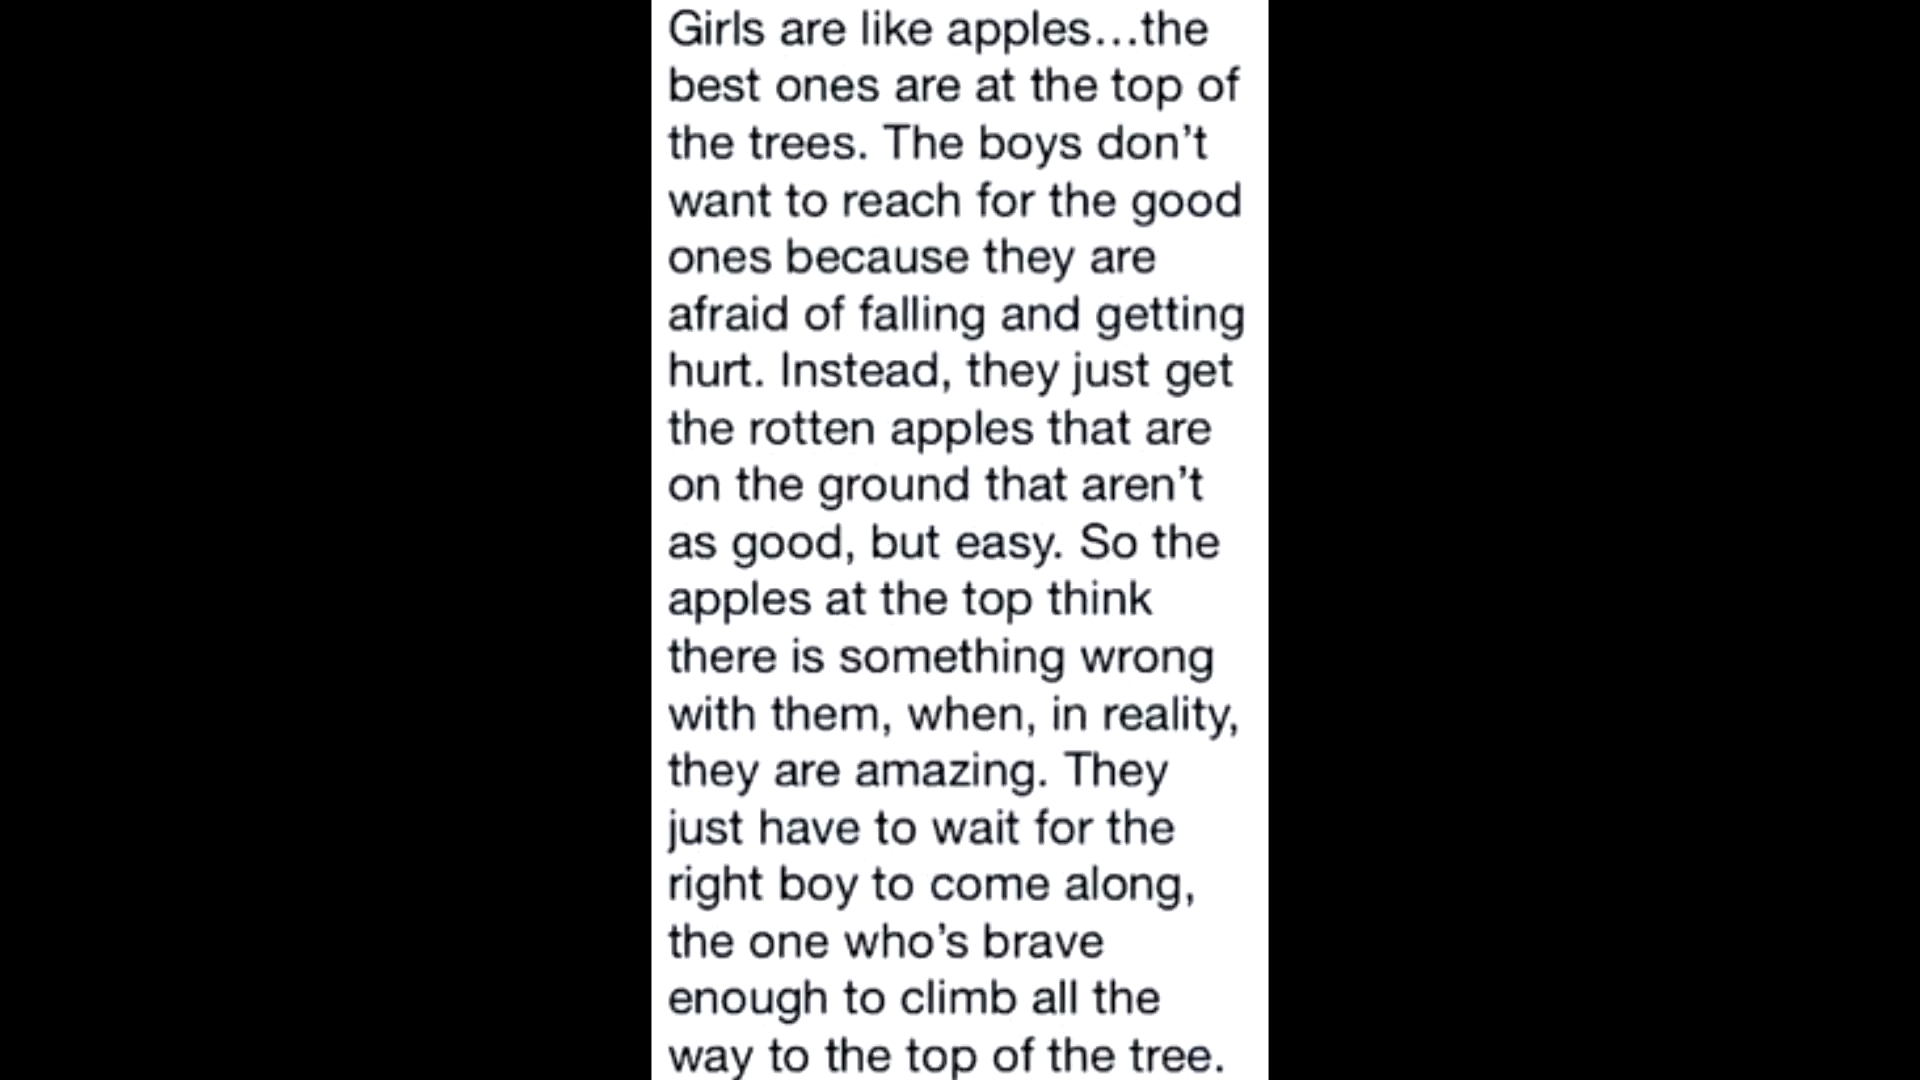 Girls are like apples...the
best ones are at the top of
the trees. The boys don’t
want to reach for the good
ones because they are
afraid of falling and getting
hurt. Instead, they just get
the rotten apples that are
on the ground that aren’t
as good, but easy. So the
apples at the top think
there is something wrong
with them, when, in reality,
they are amazing. They
just have to wait for the
right boy to come along,
the one who’s brave
enough to climb all the
way to the top of the tree.